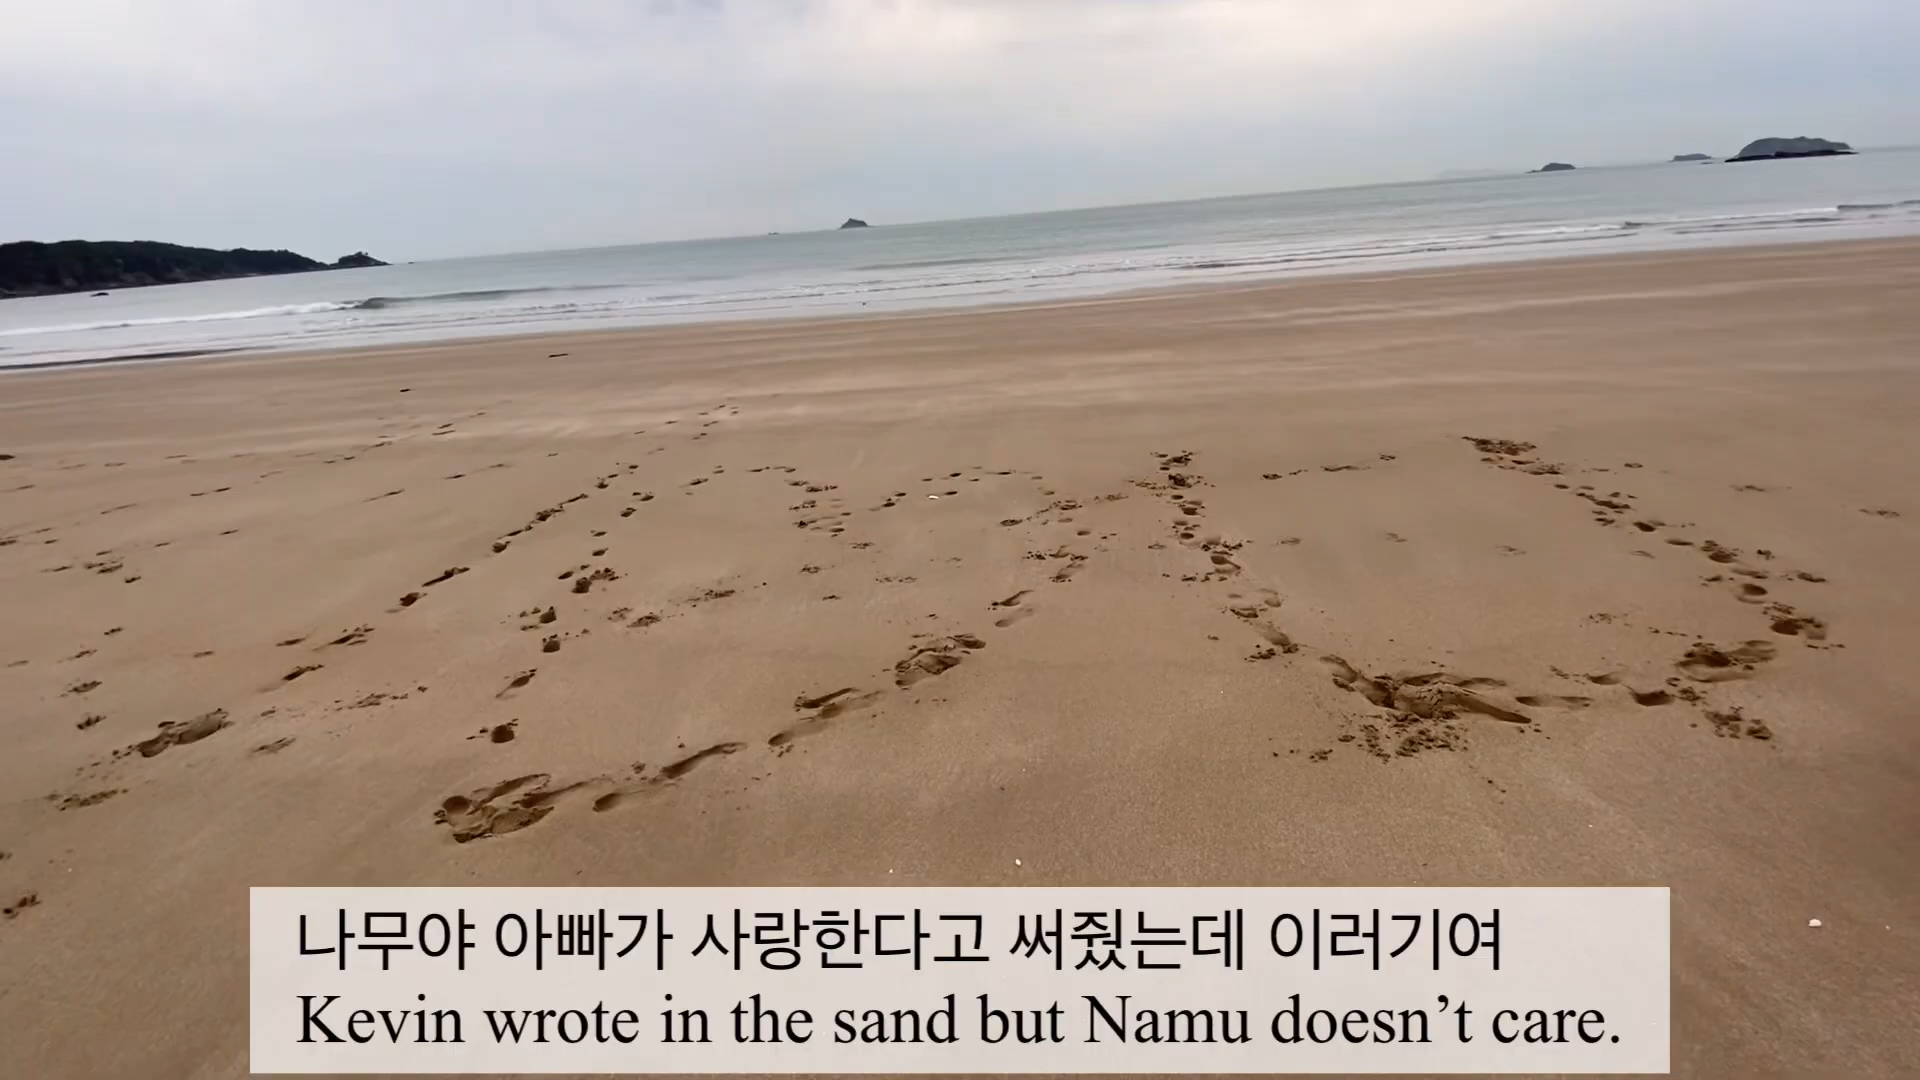 나무야 아빠가 사랑한다고 써줬는데 이러기여
Kevin wrote in the sand but Namu doesn’t care.